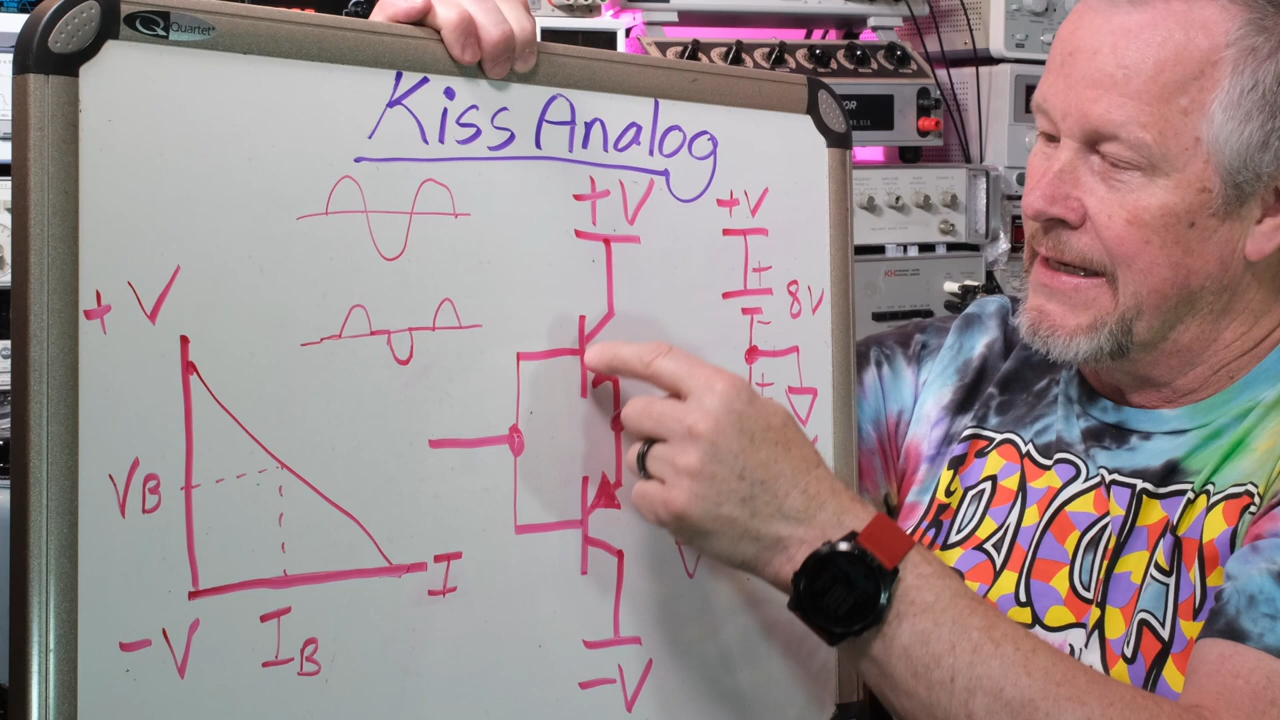 Quartet
Kiss Analog
+V
+V
+
-
8V
+
+V
VB
I
IB
-V
-V